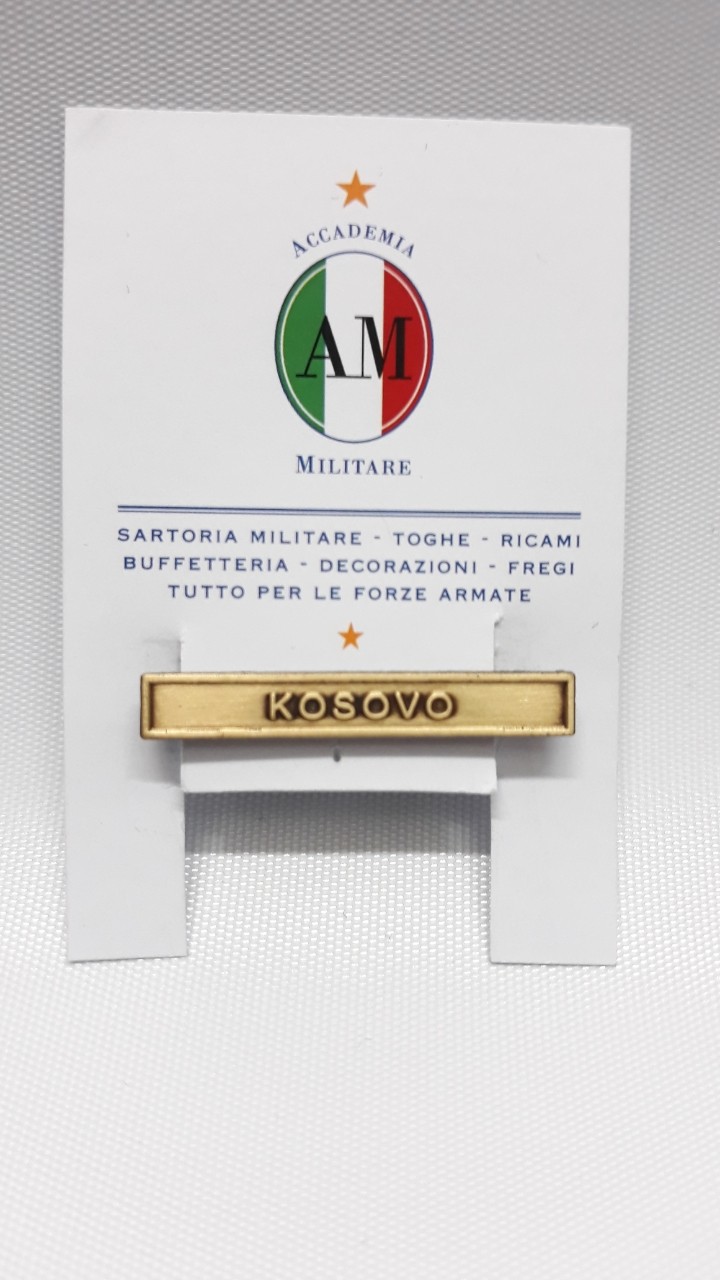 ACCADEMIA
AM
MILITARE
SARTORIA MILITARE - TOGHE - RICAMI
BUFFETTERIA - DECORAZIONI - FREGI
TUTTO PER LE FORZE ARMATE
KOSOVO